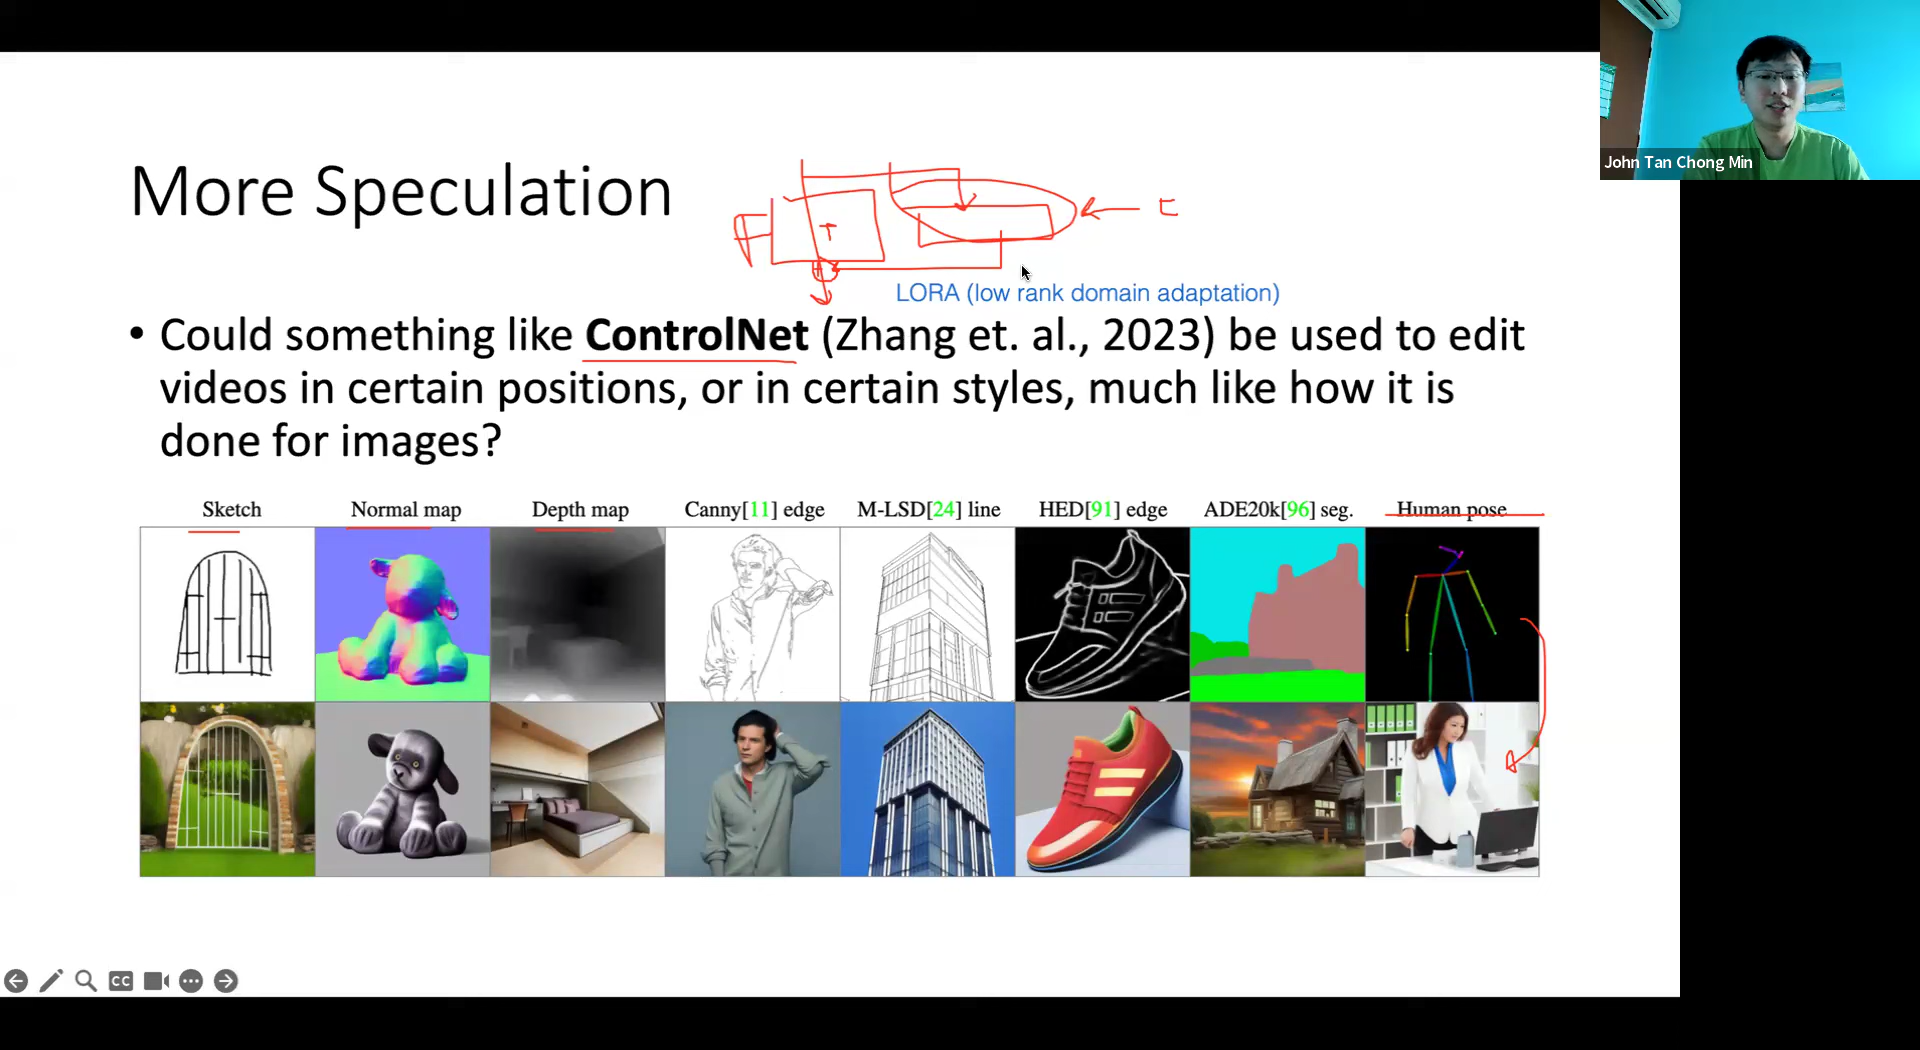 John Tan Chong Min
More Speculation
T
LORA (low rank domain adaptation)
• Could something like ControlNet (Zhang et. al., 2023) be used to edit
videos in certain positions, or in certain styles, much like how it is
done for images?
Sketch Normal map Depth map Canny[11] edge M-LSD[24] line HED[91] edge ADE20k[96] seg. Human pose
CC